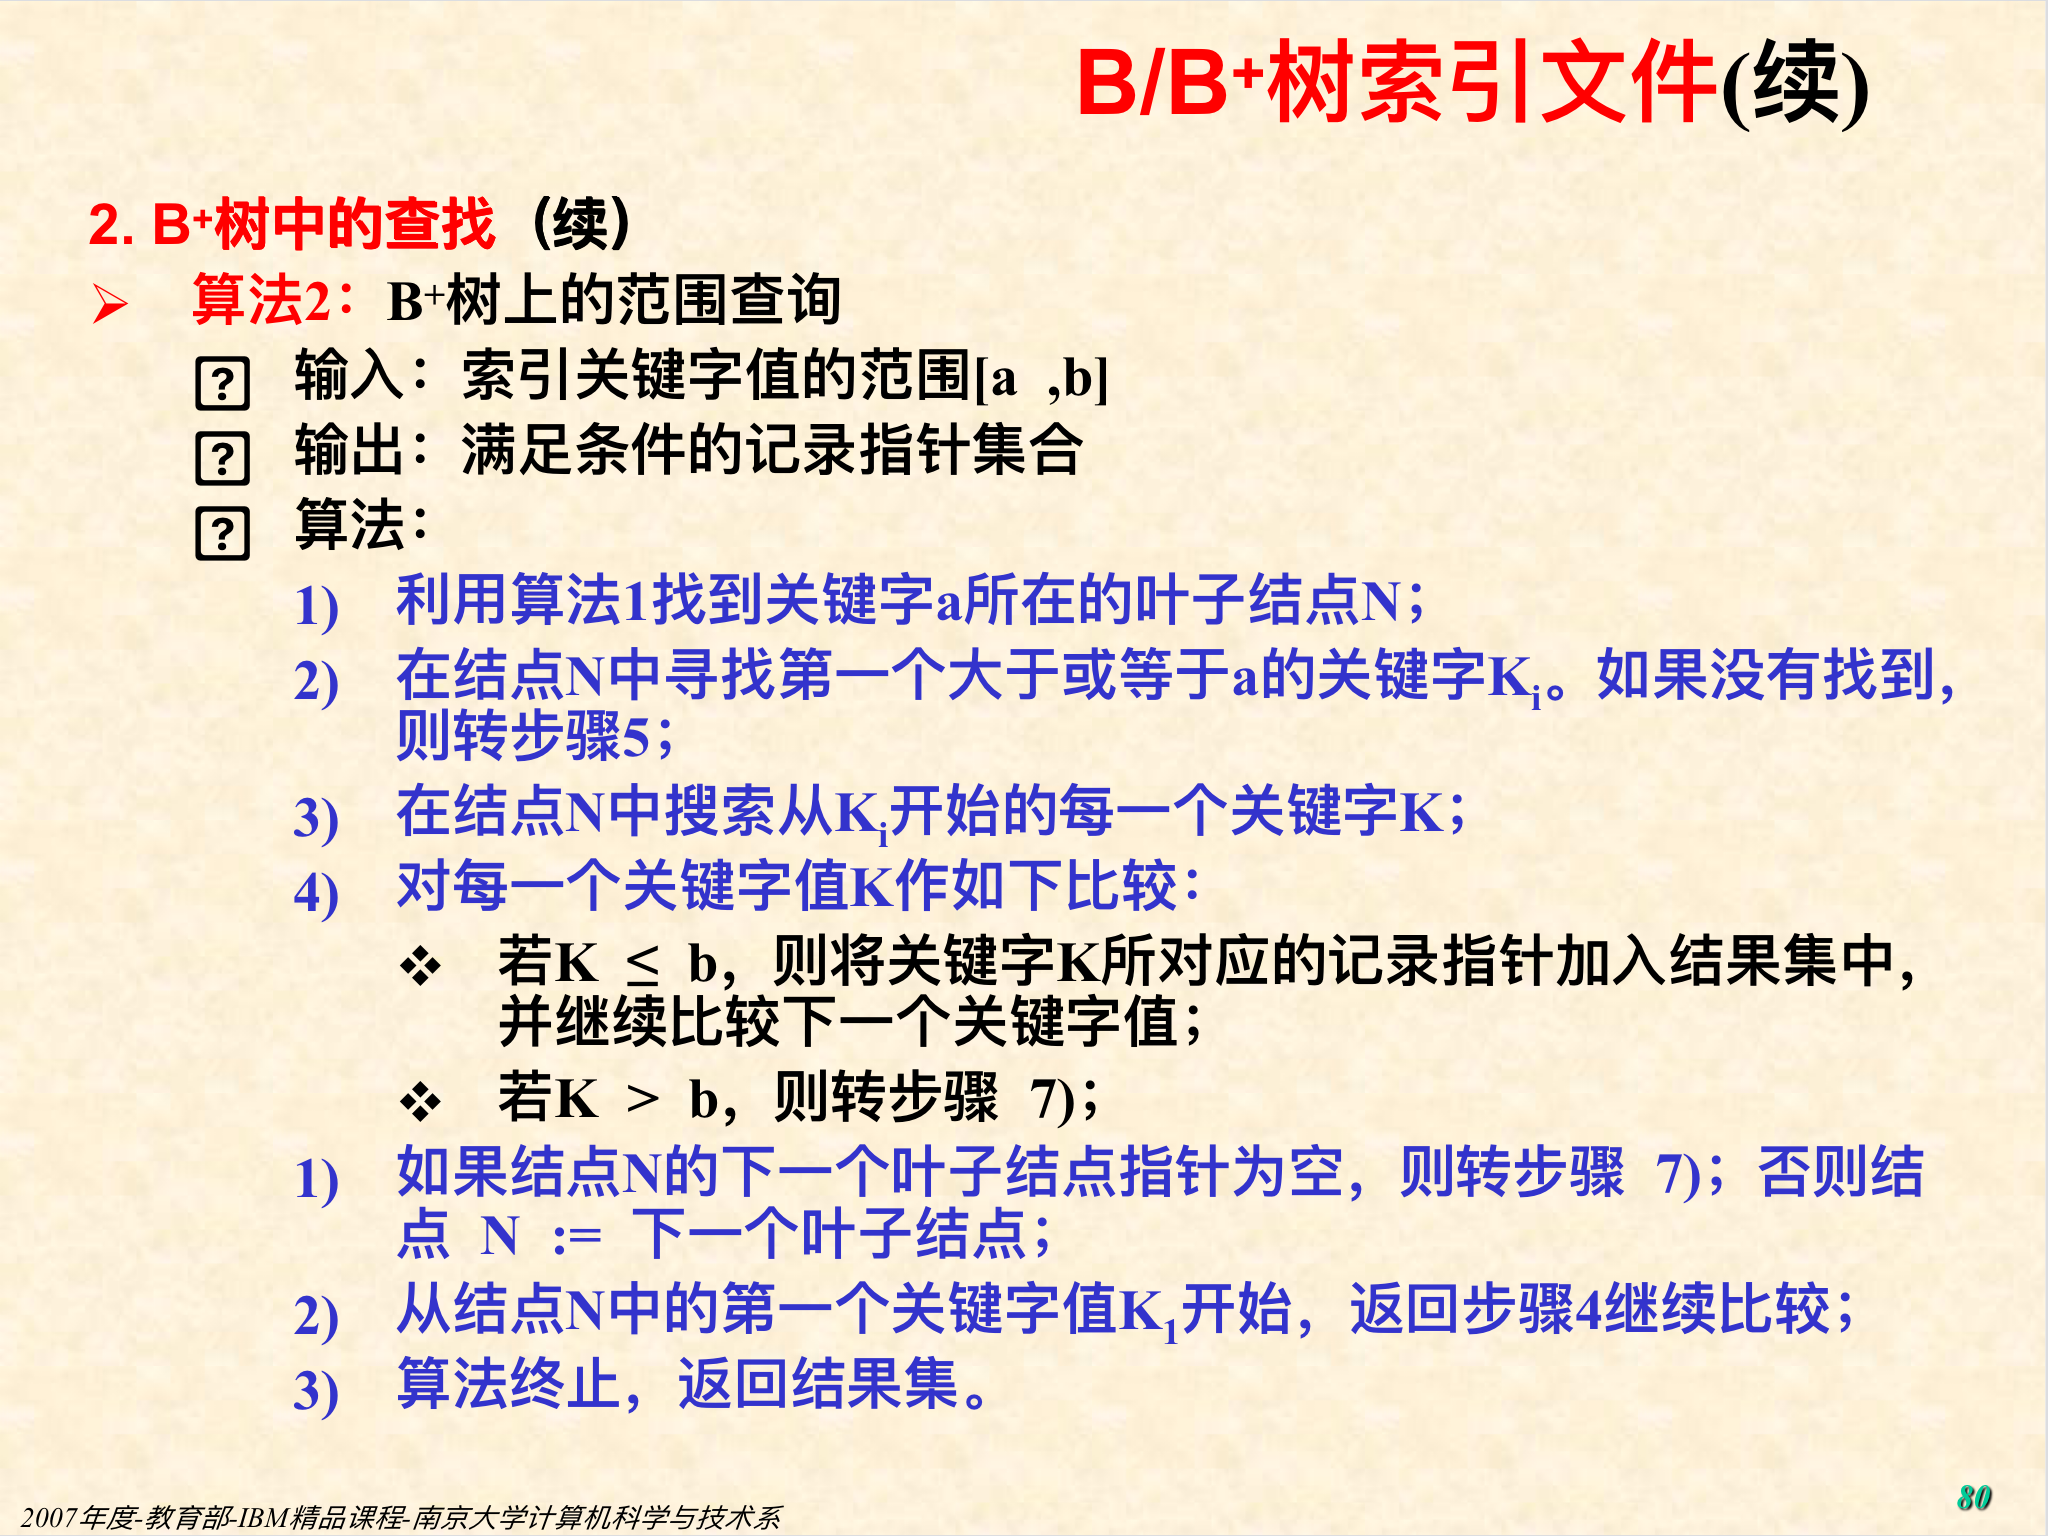 B/B+树索引文件(续)
2. B+树中的查找（续）
算法2：B+树上的范围查询
输入：索引关键字值的范围[a ,b]
输出：满足条件的记录指针集合
算法：
1) 利用算法1找到关键字a所在的叶子结点N；
2) 在结点N中寻找第一个大于或等于a的关键字Ki。如果没有找到，
则转步骤5；
3) 在结点N中搜索从Ki开始的每一个关键字K；
4) 对每一个关键字值K作如下比较：
❖ 若K ≤ b，则将关键字K所对应的记录指针加入结果集中，
并继续比较下一个关键字值；
❖ 若K > b，则转步骤 7)；
1) 如果结点N的下一个叶子结点指针为空，则转步骤 7)；否则结
点 N := 下一个叶子结点；
2) 从结点N中的第一个关键字值K1开始，返回步骤4继续比较；
3) 算法终止，返回结果集。
2007年度-教育部-IBM精品课程-南京大学计算机科学与技术系
80